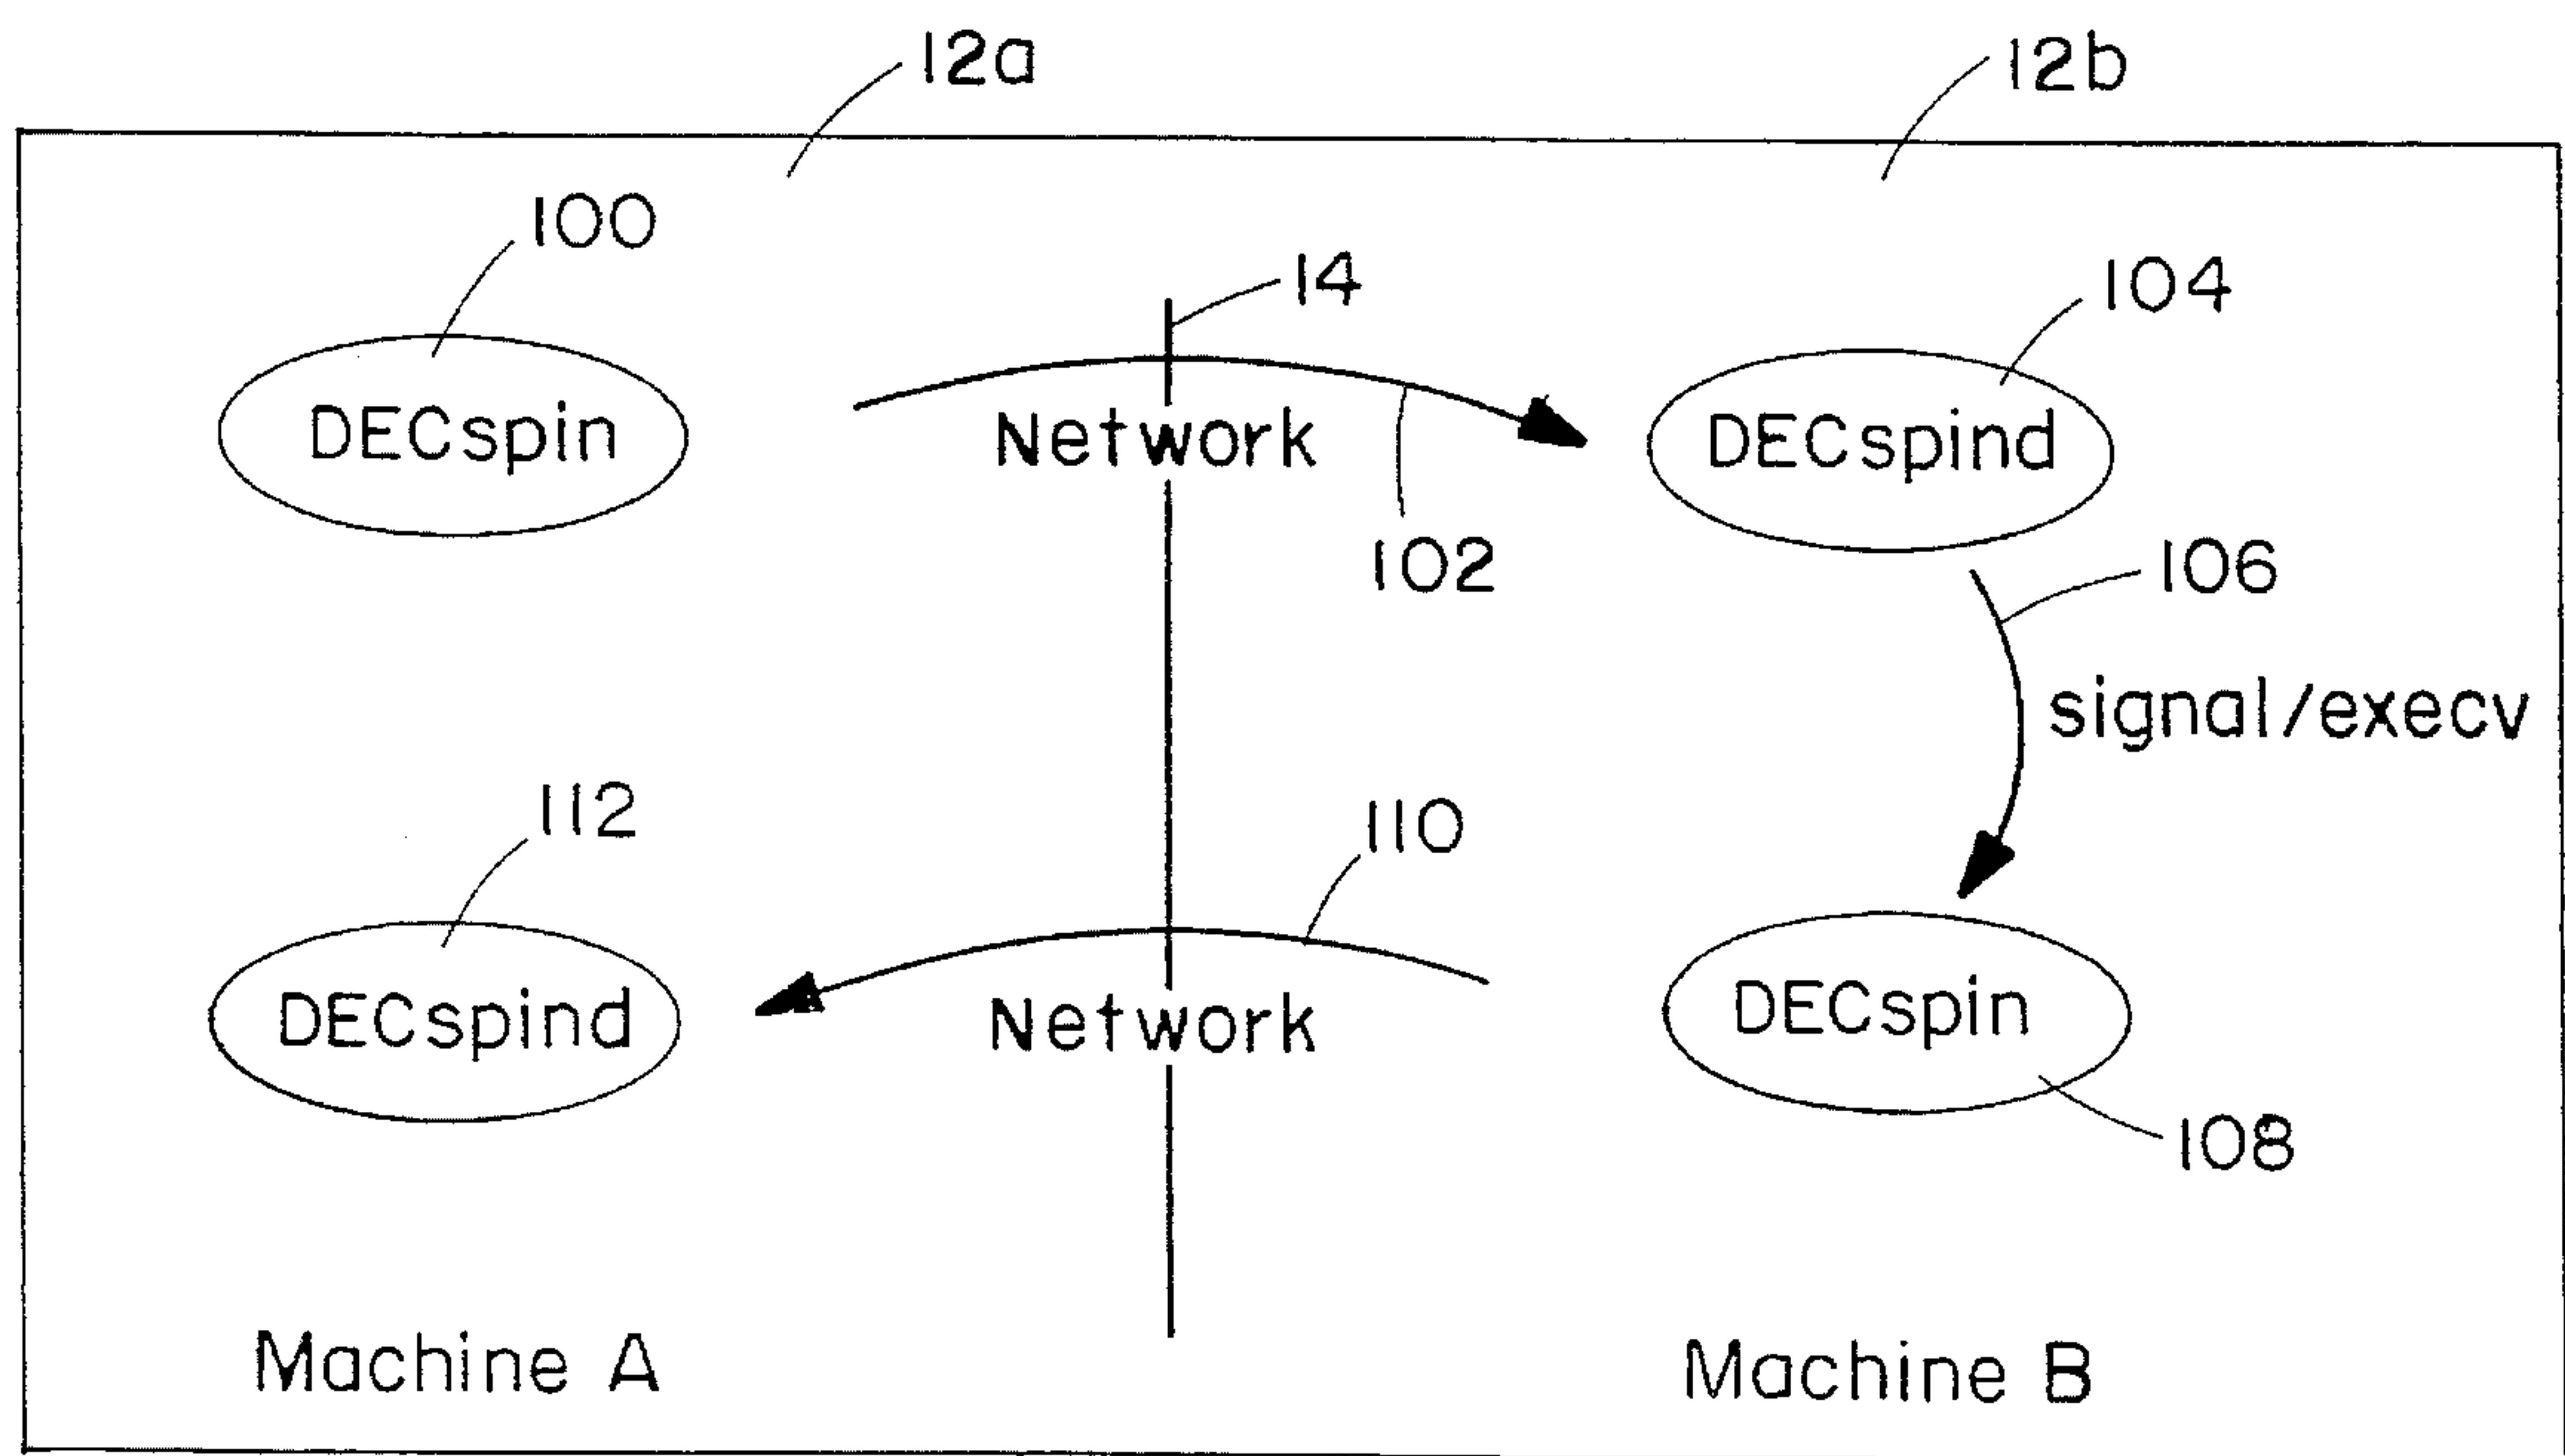 12a
12b
100
14
104
DECspin
Network
DECspind
102
106
signal/execv
112
110
DECspind
Network
DECspin
108
Machine A
Machine B